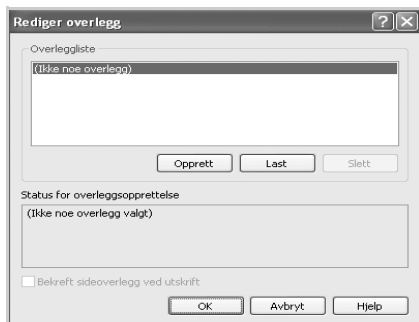 Rediger overlegg
Overleggliste
(Ikke noe overlegg)
Opprett Last Slett
Status for overleggsopprettelse
(Ikke noe overlegg valgt)
Bekreft sideoverlegg ved utskrift
OK Avbryt Hjelp